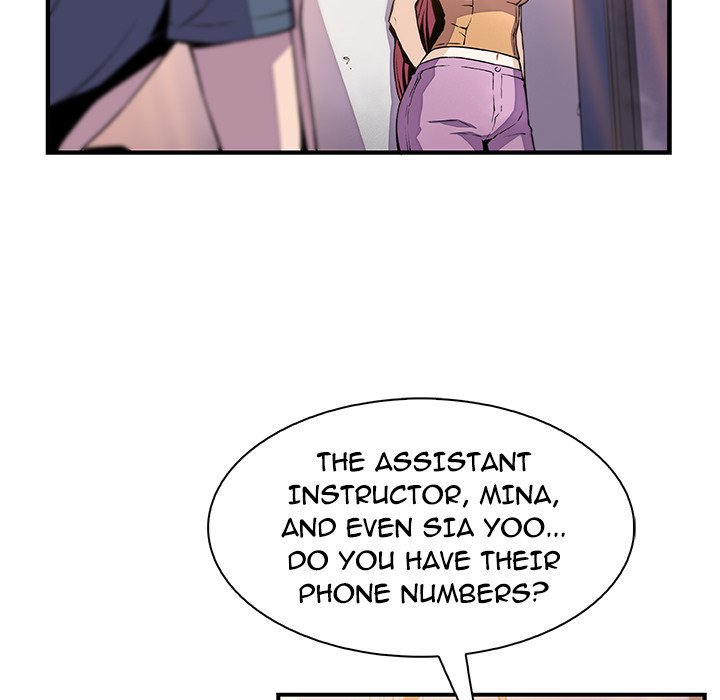 THE ASSISTANT
INSTRUCTOR, MINA,
AND EVEN SIA YOO...
DO YOU HAVE THEIR
PHONE NUMBERS?